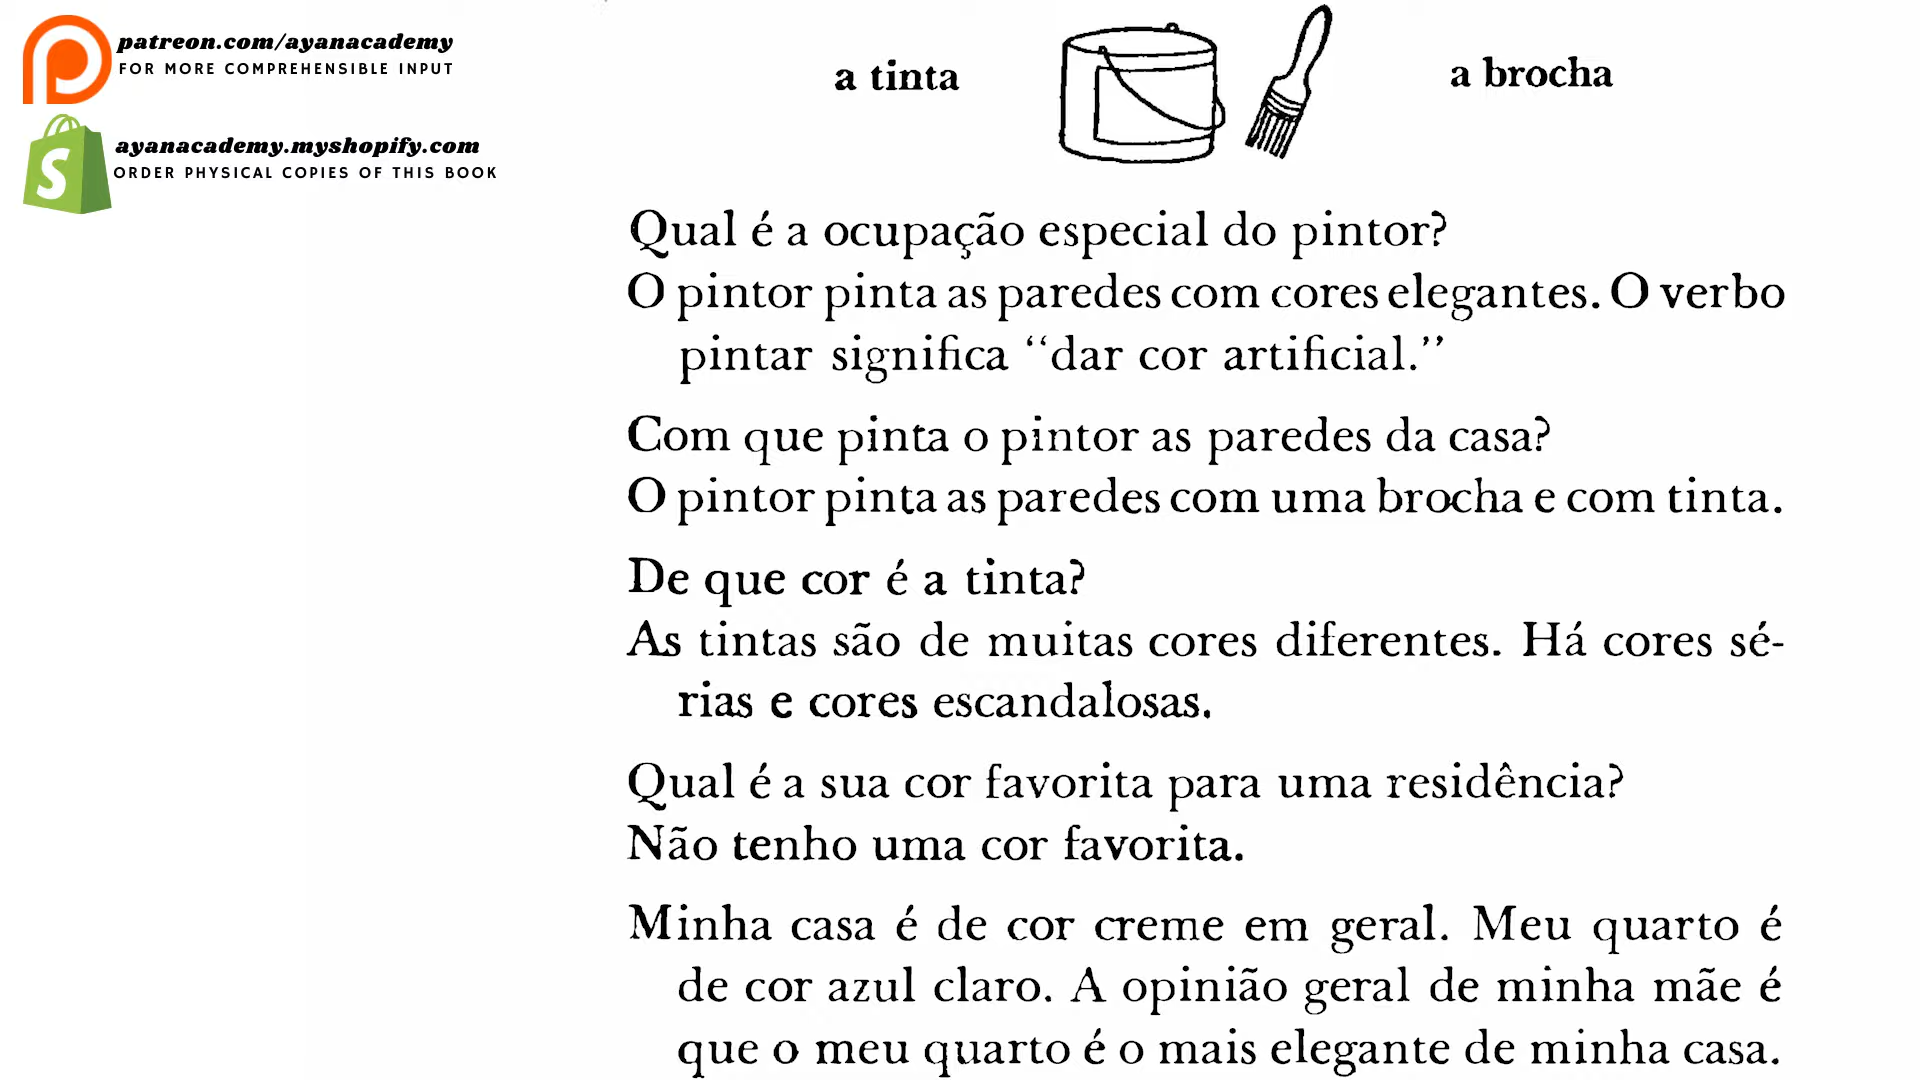 patreon.com/ayanacademy
FOR MORE COMPREHENSIBLE INPUT
S
ayanacademy.myshopify.com
ORDER PHYSICAL COPIES OF THIS BOOK
a tinta
a brocha
Qual é a ocupação especial do pintor?
O pintor pinta as paredes com cores elegantes. O verbo
pintar significa “dar cor artificial.”
Com que pinta o pintor as paredes da casa?
O pintor pinta as paredes com uma brocha e com tinta.
De que cor é a tinta?
As tintas são de muitas cores diferentes. Há cores sé-
rias e cores escandalosas.
Qual é a sua cor favorita para uma residência?
Não tenho uma cor favorita.
Minha casa é de cor creme em geral. Meu quarto é
de cor azul claro. A opinião geral de minha mãe é
que o meu quarto é o mais elegante de minha casa.